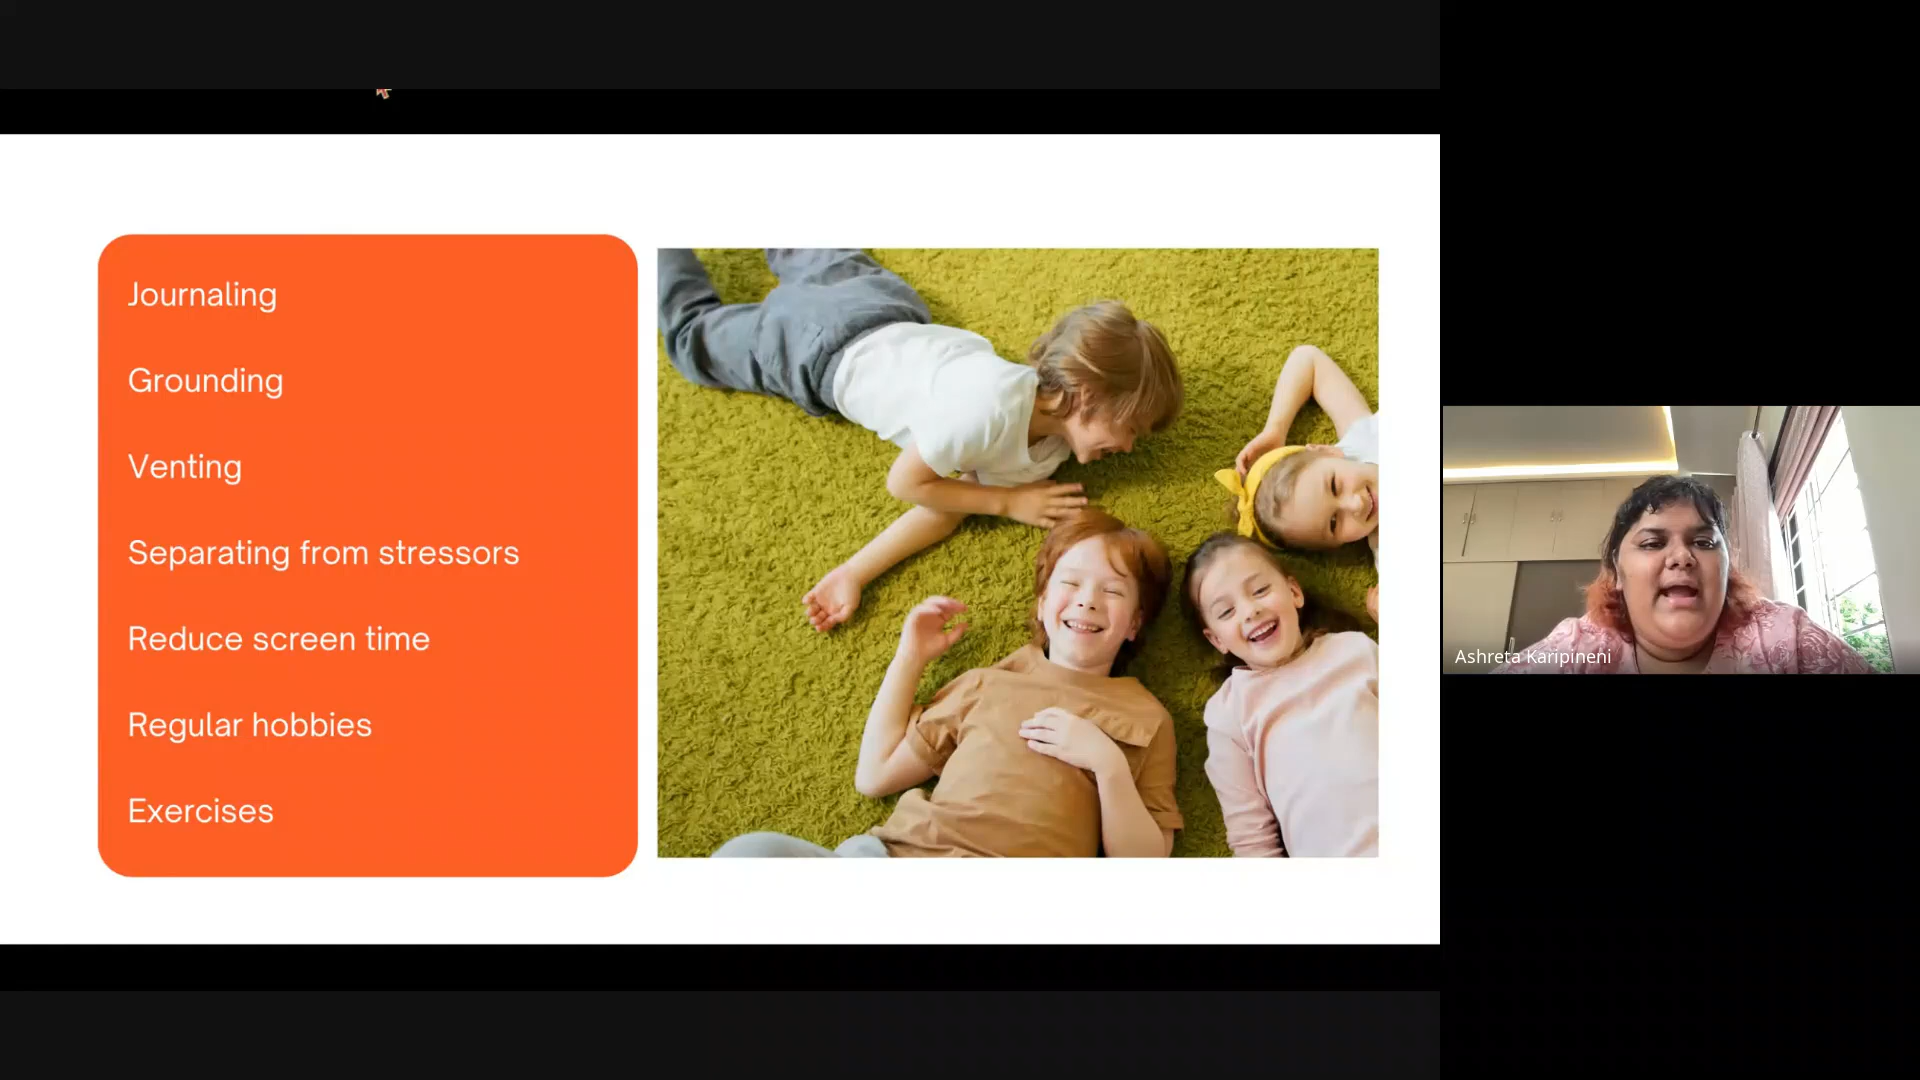 Journaling
Grounding
Venting
Separating from stressors
Reduce screen time
Regular hobbies
Exercises
Ashreta Karipineni